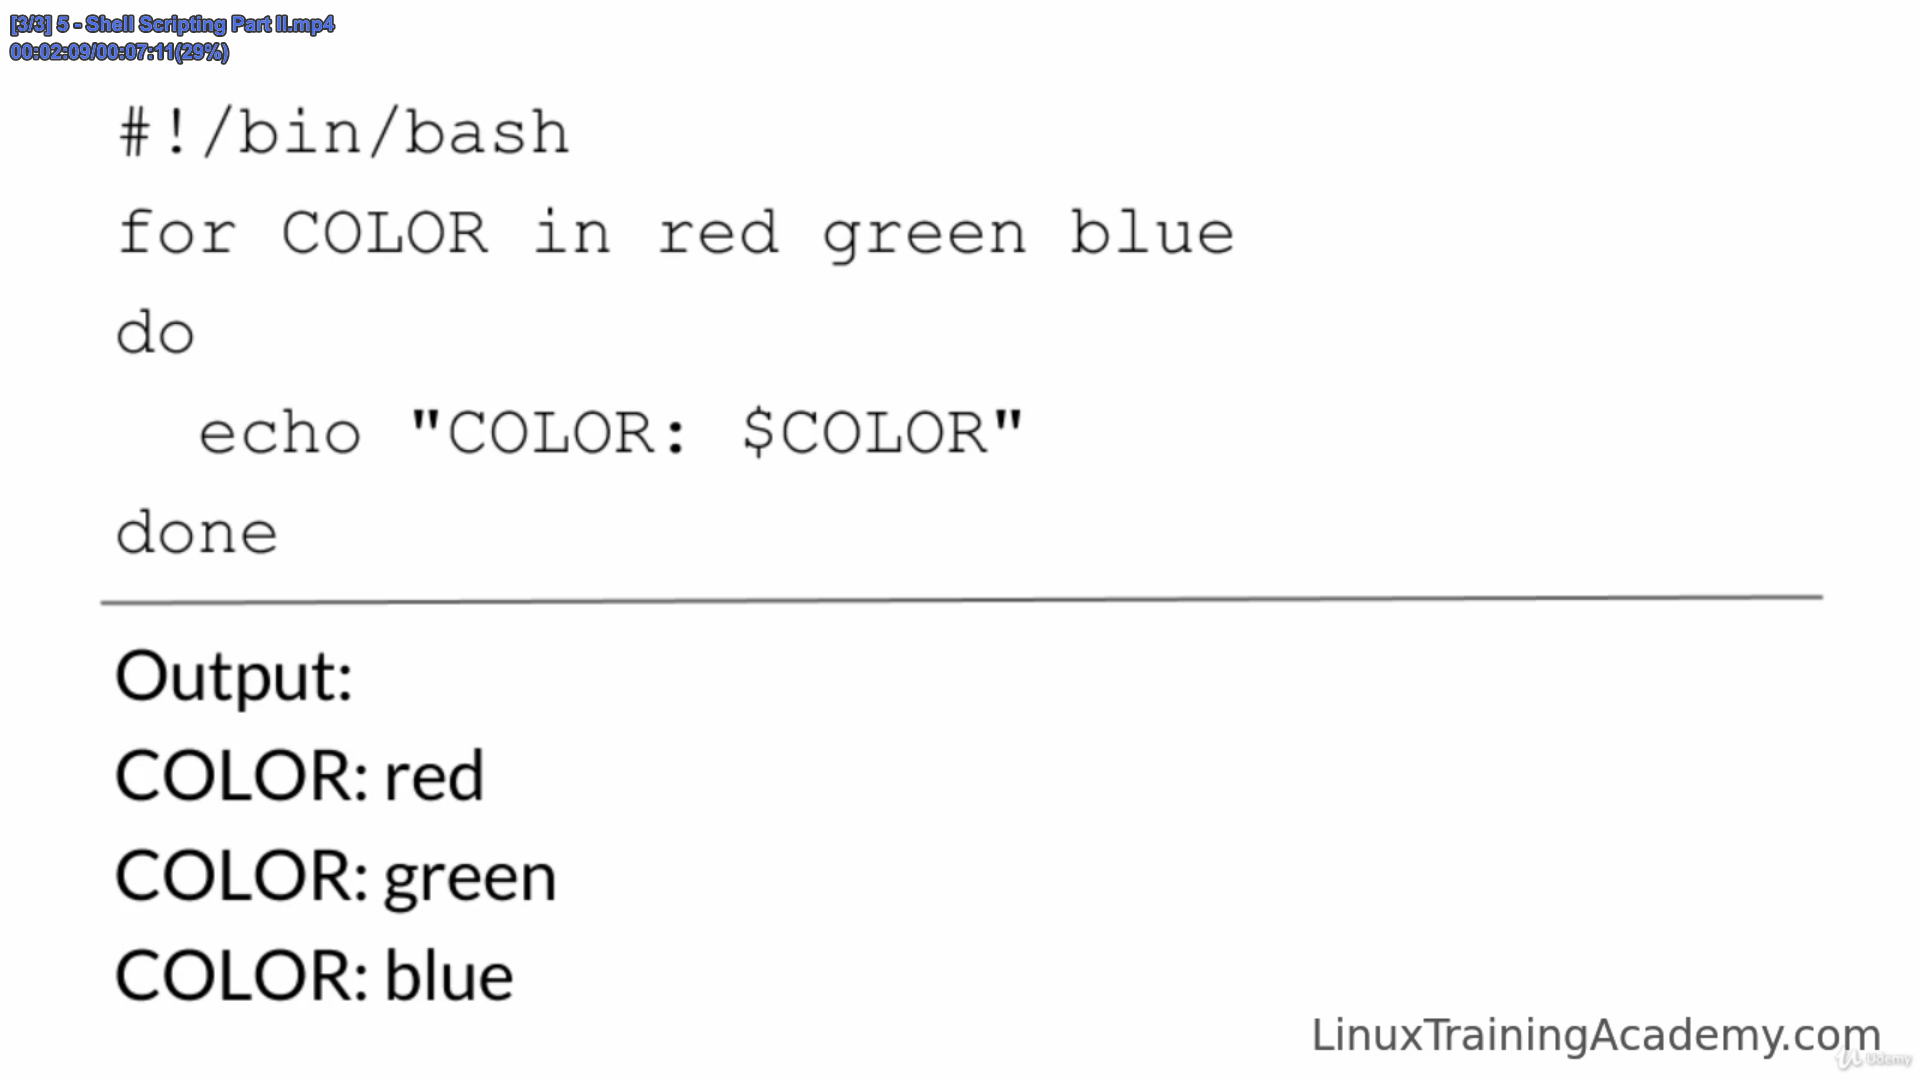 [3/3] 5 - Shell Scripting Part II.mp4
00:02:09/00:07:11(29%)
#!/bin/bash
for COLOR in red green blue
do
  echo "COLOR: $COLOR"
done
Output:
COLOR: red
COLOR: green
COLOR: blue
LinuxTrainingAcademy.com
Udemy